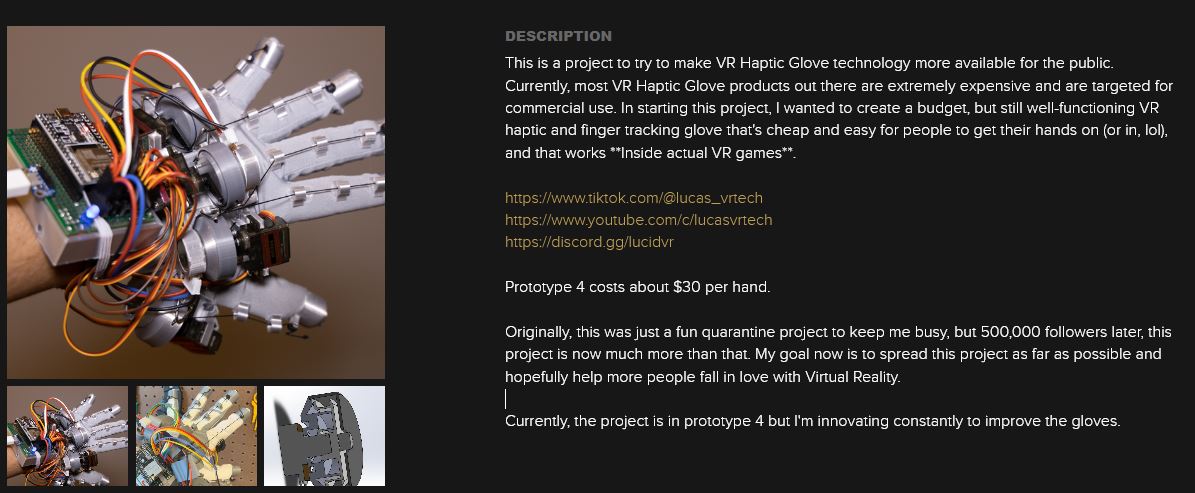 DESCRIPTION
This is a project to try to make VR Haptic Glove technology more available for the public.
Currently, most VR Haptic Glove products out there are extremely expensive and are targeted for
commercial use. In starting this project, I wanted to create a budget, but still well-functioning VR
haptic and finger tracking glove that's cheap and easy for people to get their hands on (or in, lol),
and that works **Inside actual VR games**.
https://www.tiktok.com/@lucas_vrtech
https://www.youtube.com/c/lucasvrtech
https://discord.gg/lucidvr
Prototype 4 costs about $30 per hand.
Originally, this was just a fun quarantine project to keep me busy, but 500,000 followers later, this
project is now much more than that. My goal now is to spread this project as far as possible and
hopefully help more people fall in love with Virtual Reality.
Currently, the project is in prototype 4 but I'm innovating constantly to improve the gloves.